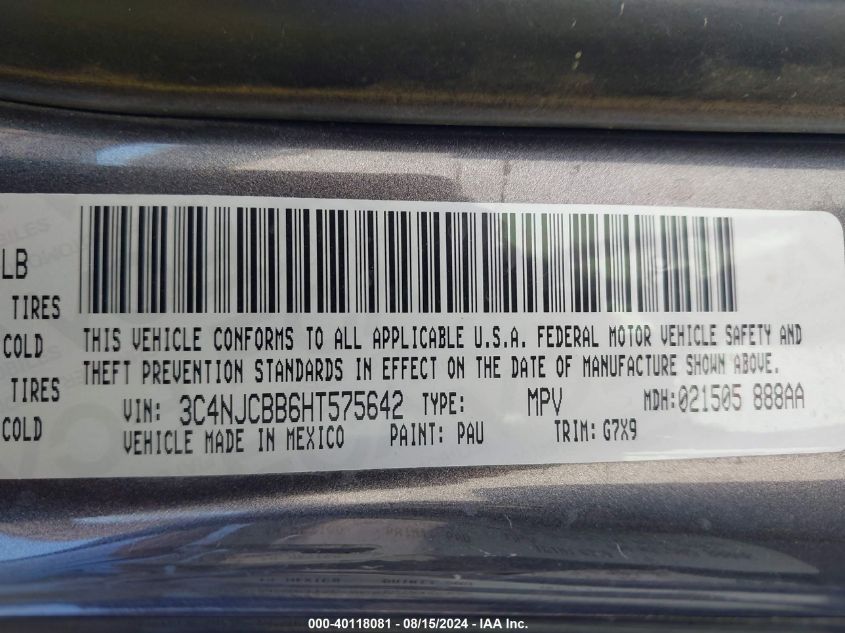 LB
TIRES
COLD
TIRES
COLD
THIS VEHICLE CONFORMS TO ALL APPLICABLE U.S.A. FEDERAL MOTOR VEHICLE SAFETY AND
THEFT PREVENTION STANDARDS IN EFFECT ON THE DATE OF MANUFACTURE SHOWN ABOVE.
VIN: 3C4NJCBB6HT575642 TYPE: MPV MDH:021505 888AA
VEHICLE MADE IN MEXICO PAINT: PAU TRIM: G7X9
000-40118081 - 08/15/2024 - IAA Inc.